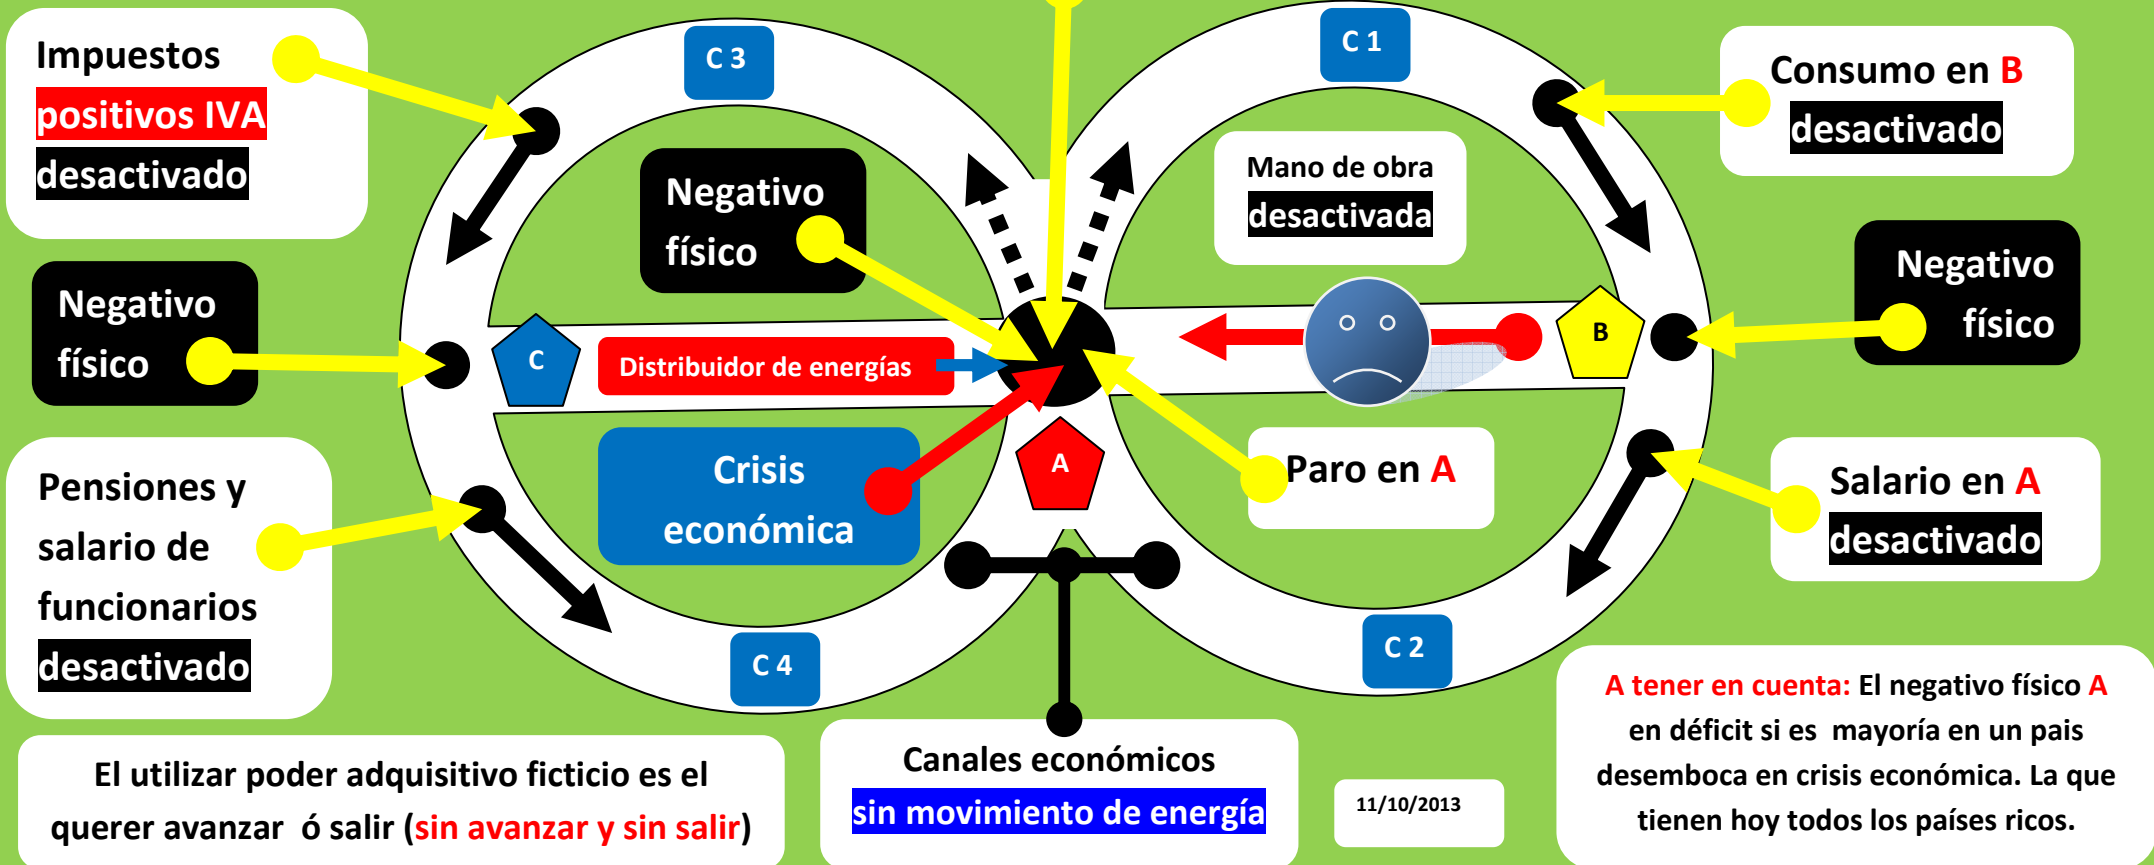 Impuestos
positivos IVA
desactivado
C 3
C 1
Consumo en B
desactivado
Negativo
físico
Mano de obra
desactivada
Negativo
físico
Negativo
físico
C
Distribuidor de energías
B
Crisis
económica
A
Paro en A
Pensiones y
salario de
funcionarios
desactivado
Salario en A
desactivado
C 4
C 2
El utilizar poder adquisitivo ficticio es el
querer avanzar ó salir (sin avanzar y sin salir)
Canales económicos
sin movimiento de energía
11/10/2013
A tener en cuenta: El negativo físico A
en déficit si es mayoría en un pais
desemboca en crisis económica. La que
tienen hoy todos los países ricos.